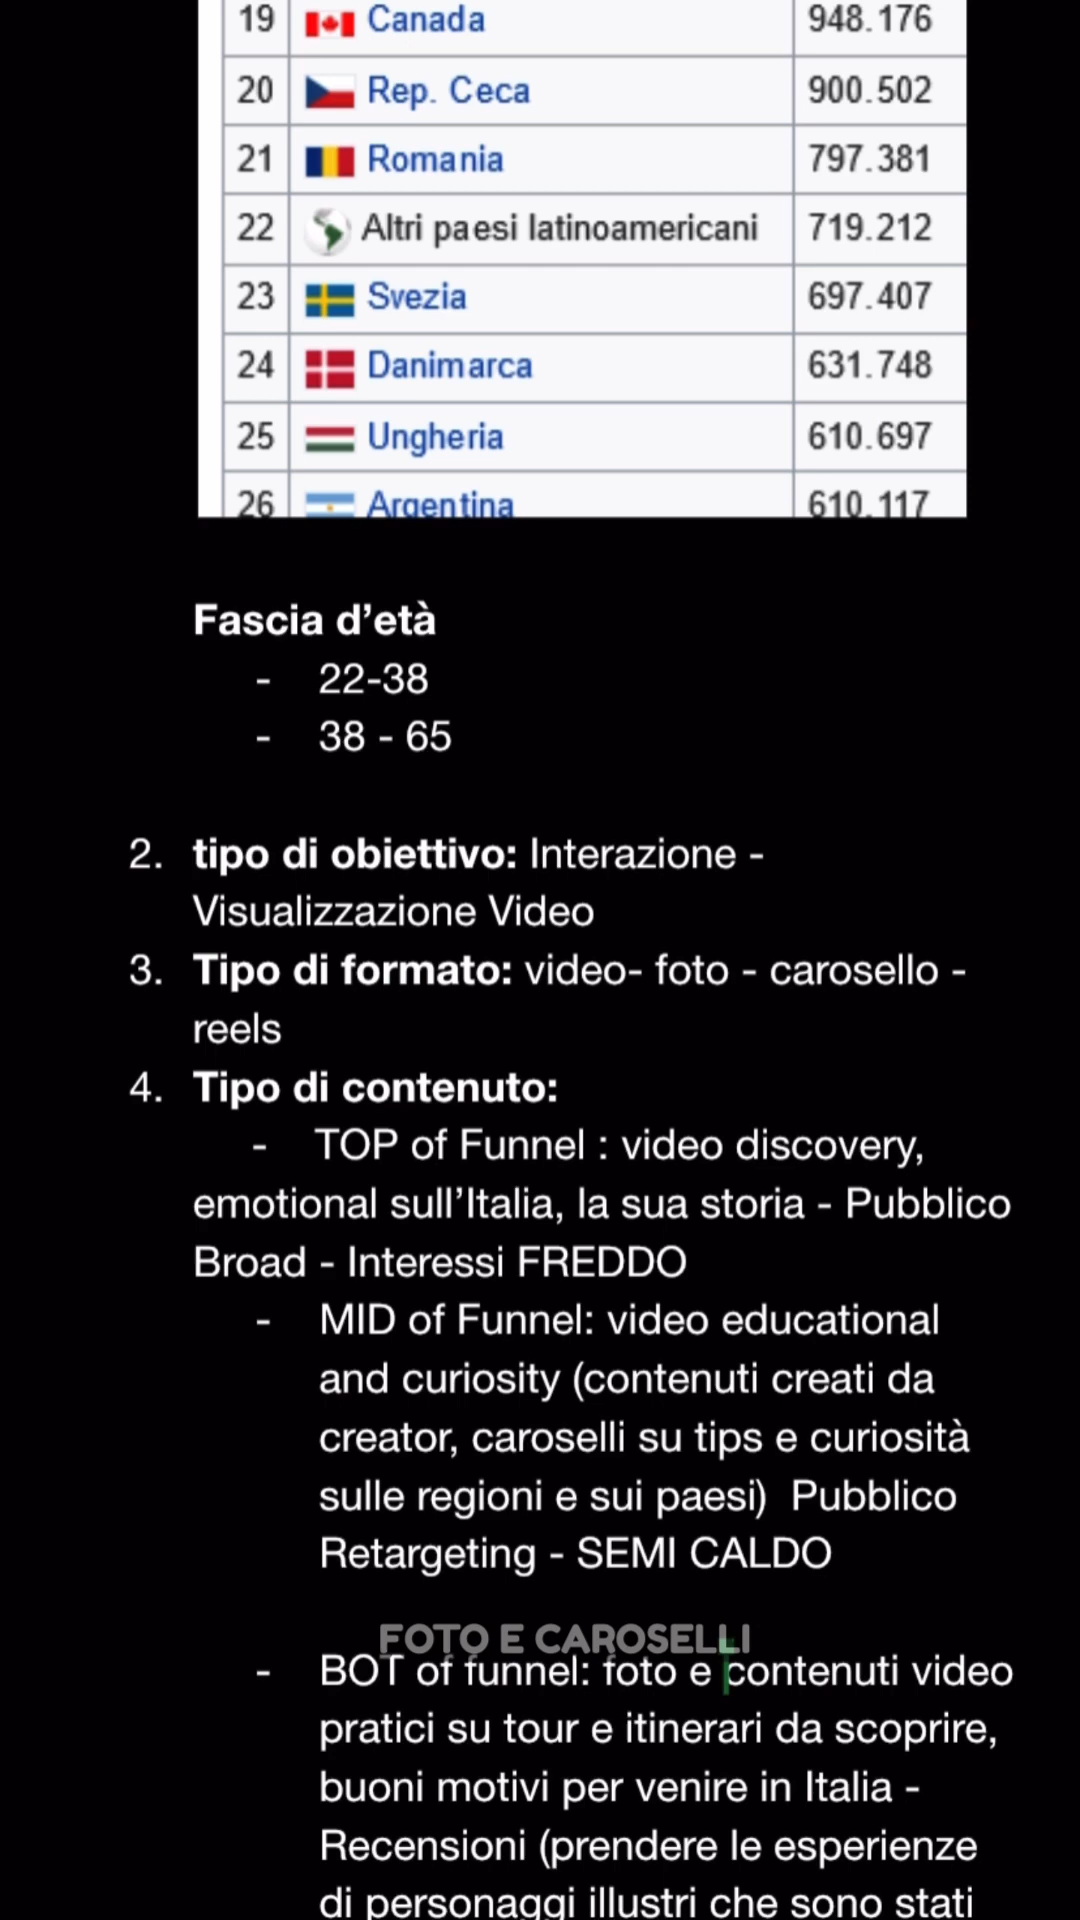 19 Canada 948.176
20 Rep. Ceca 900.502
21 Romania 797.381
22 Altri paesi latinoamericani 719.212
23 Svezia 697.407
24 Danimarca 631.748
25 Ungheria 610.697
26 Argentina 610.117
Fascia d’età
- 22-38
- 38 - 65
2. tipo di obiettivo: Interazione -
Visualizzazione Video
3. Tipo di formato: video- foto - carosello -
reels
4. Tipo di contenuto:
- TOP of Funnel : video discovery,
emotional sull’Italia, la sua storia - Pubblico
Broad - Interessi FREDDO
- MID of Funnel: video educational
and curiosity (contenuti creati da
creator, caroselli su tips e curiosità
sulle regioni e sui paesi)  Pubblico
Retargeting - SEMI CALDO
FOTO E CAROSELLI
- BOT of funnel: foto e contenuti video
pratici su tour e itinerari da scoprire,
buoni motivi per venire in Italia -
Recensioni (prendere le esperienze
di personaggi illustri che sono stati